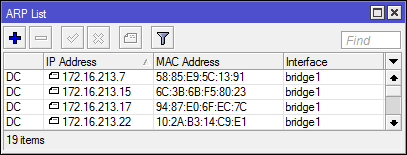 ARP List
Find
IP Address MAC Address Interface
DC 172.16.213.7 58:85:E9:5C:13:91 bridge1
DC 172.16.213.15 6C:3B:6B:F5:80:23 bridge1
DC 172.16.213.17 94:87:E0:6F:EC:7C bridge1
DC 172.16.213.22 10:2A:B3:14:C9:E1 bridge1
19 items